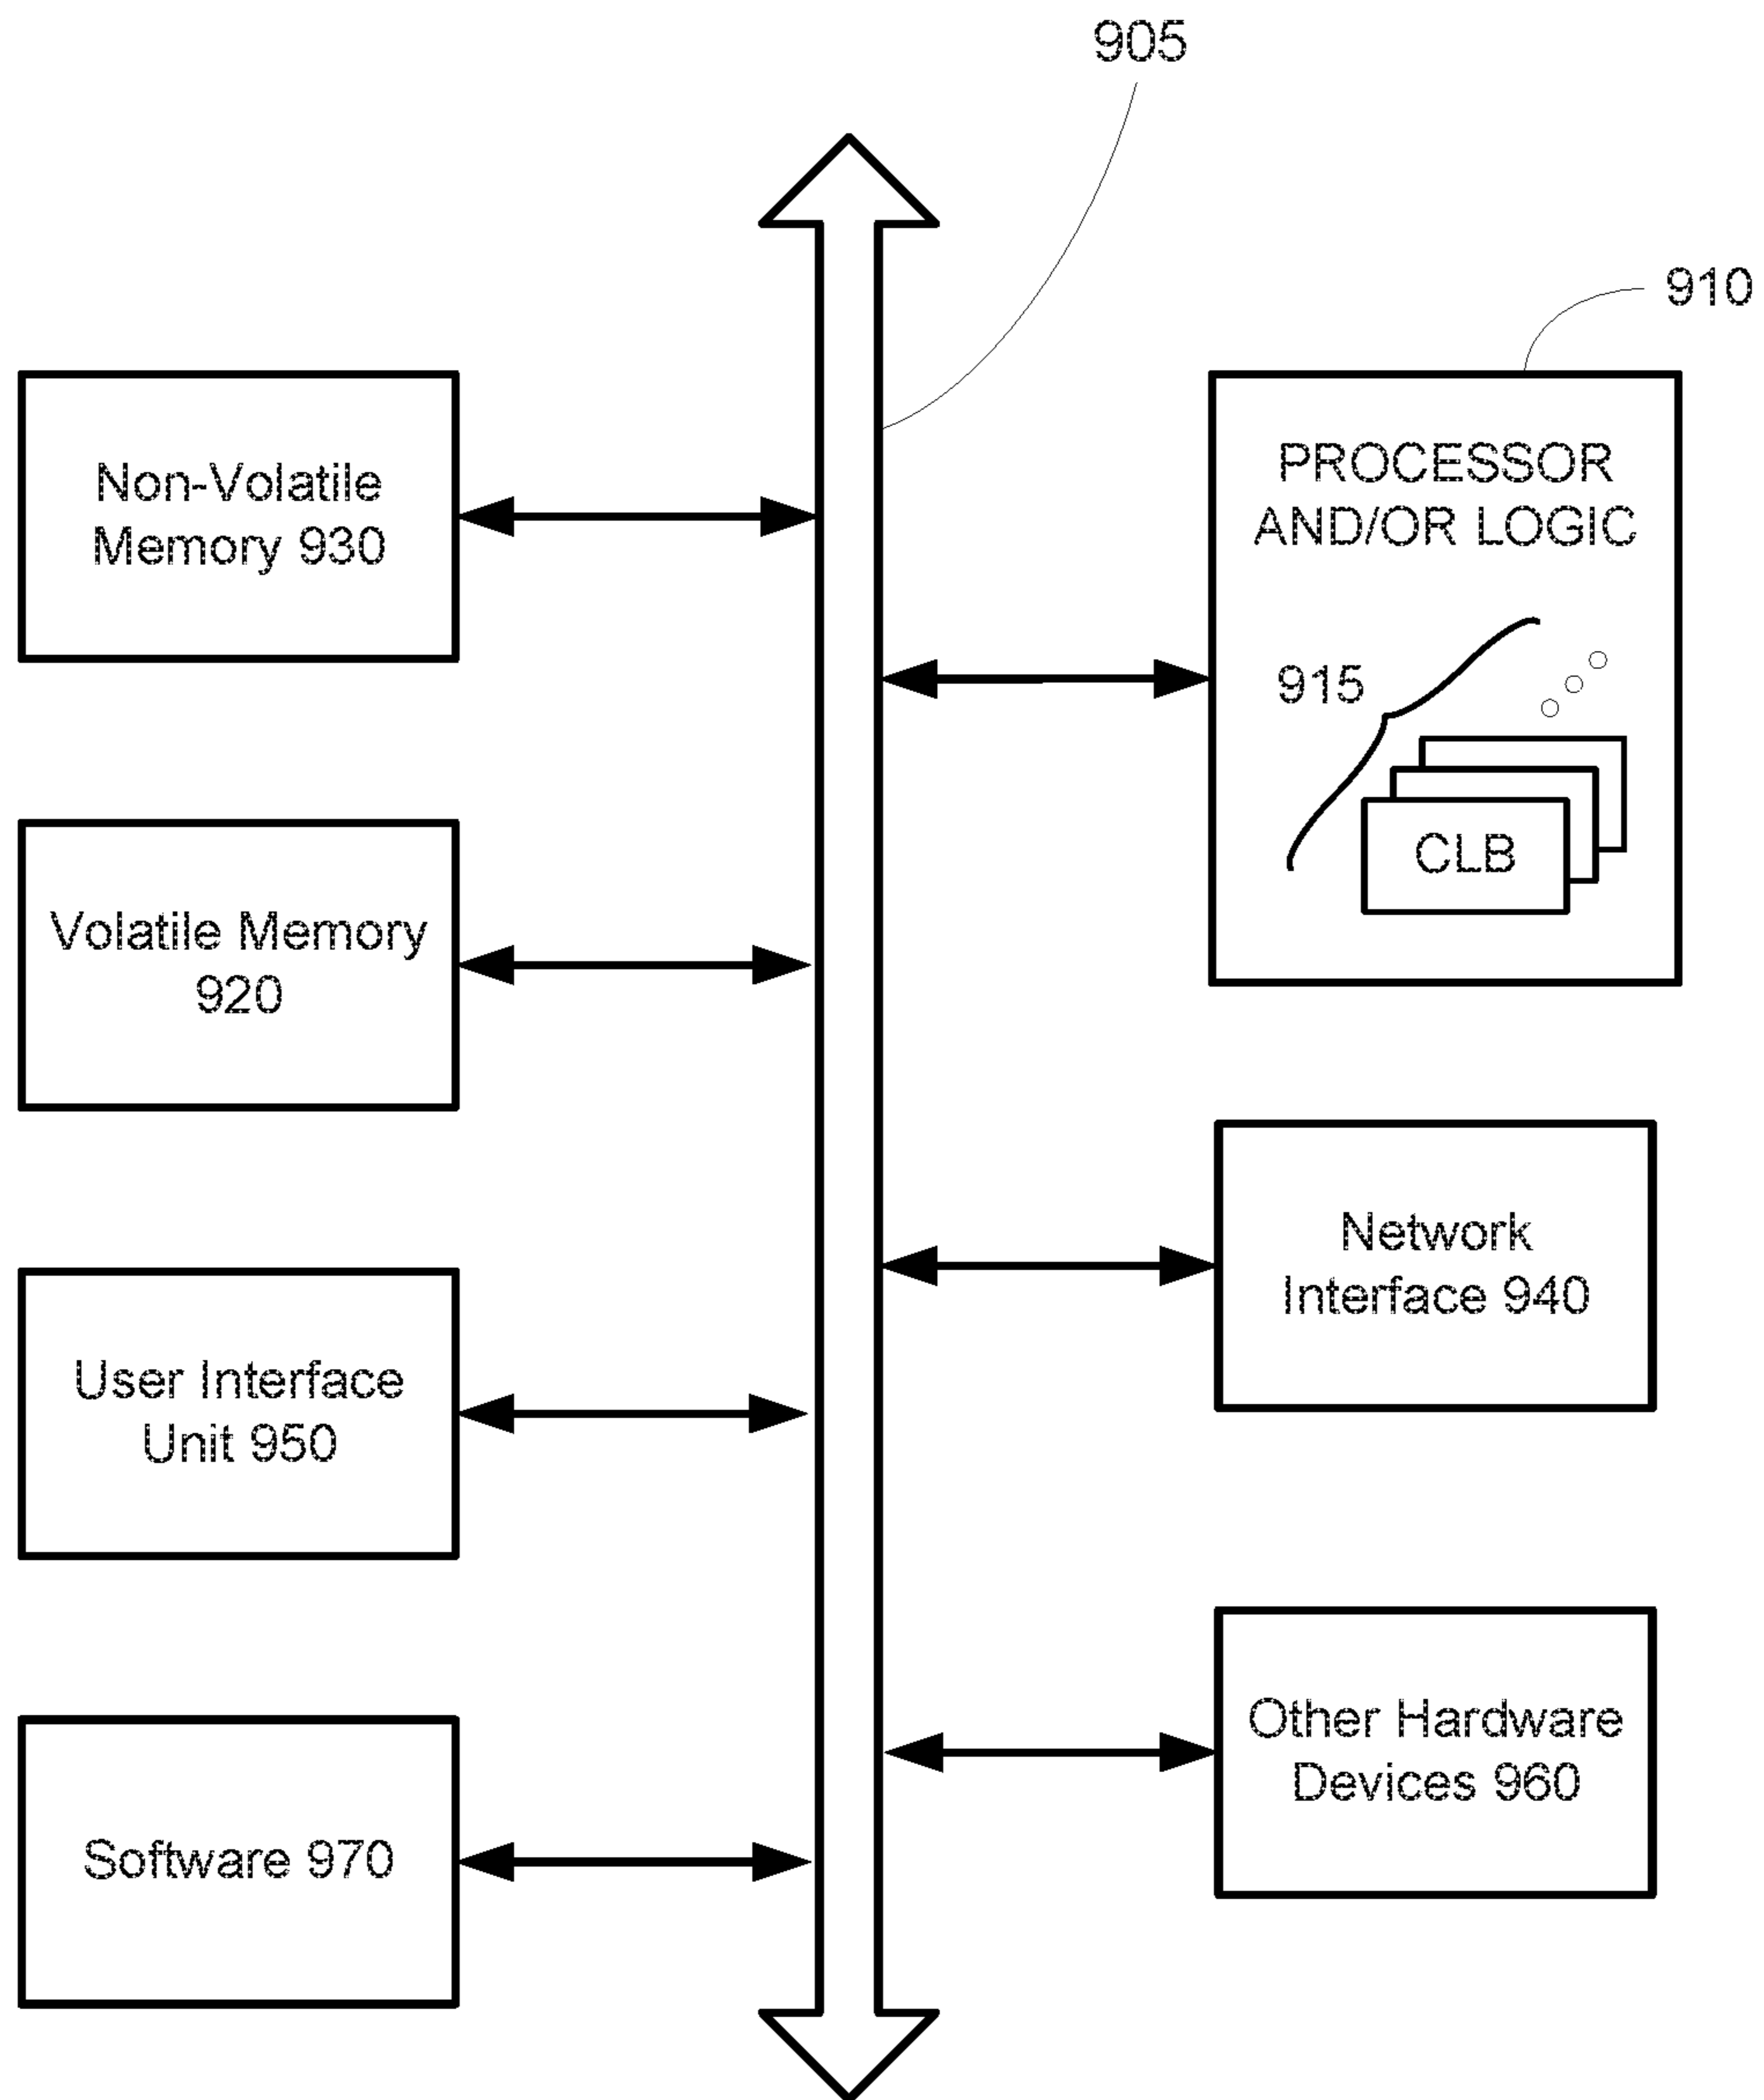 905
910
Non-Volatile
Memory 930
PROCESSOR
AND/OR LOGIC
915
CLB
Volatile Memory
920
Network
Interface 940
User Interface
Unit 950
Other Hardware
Devices 960
Software 970